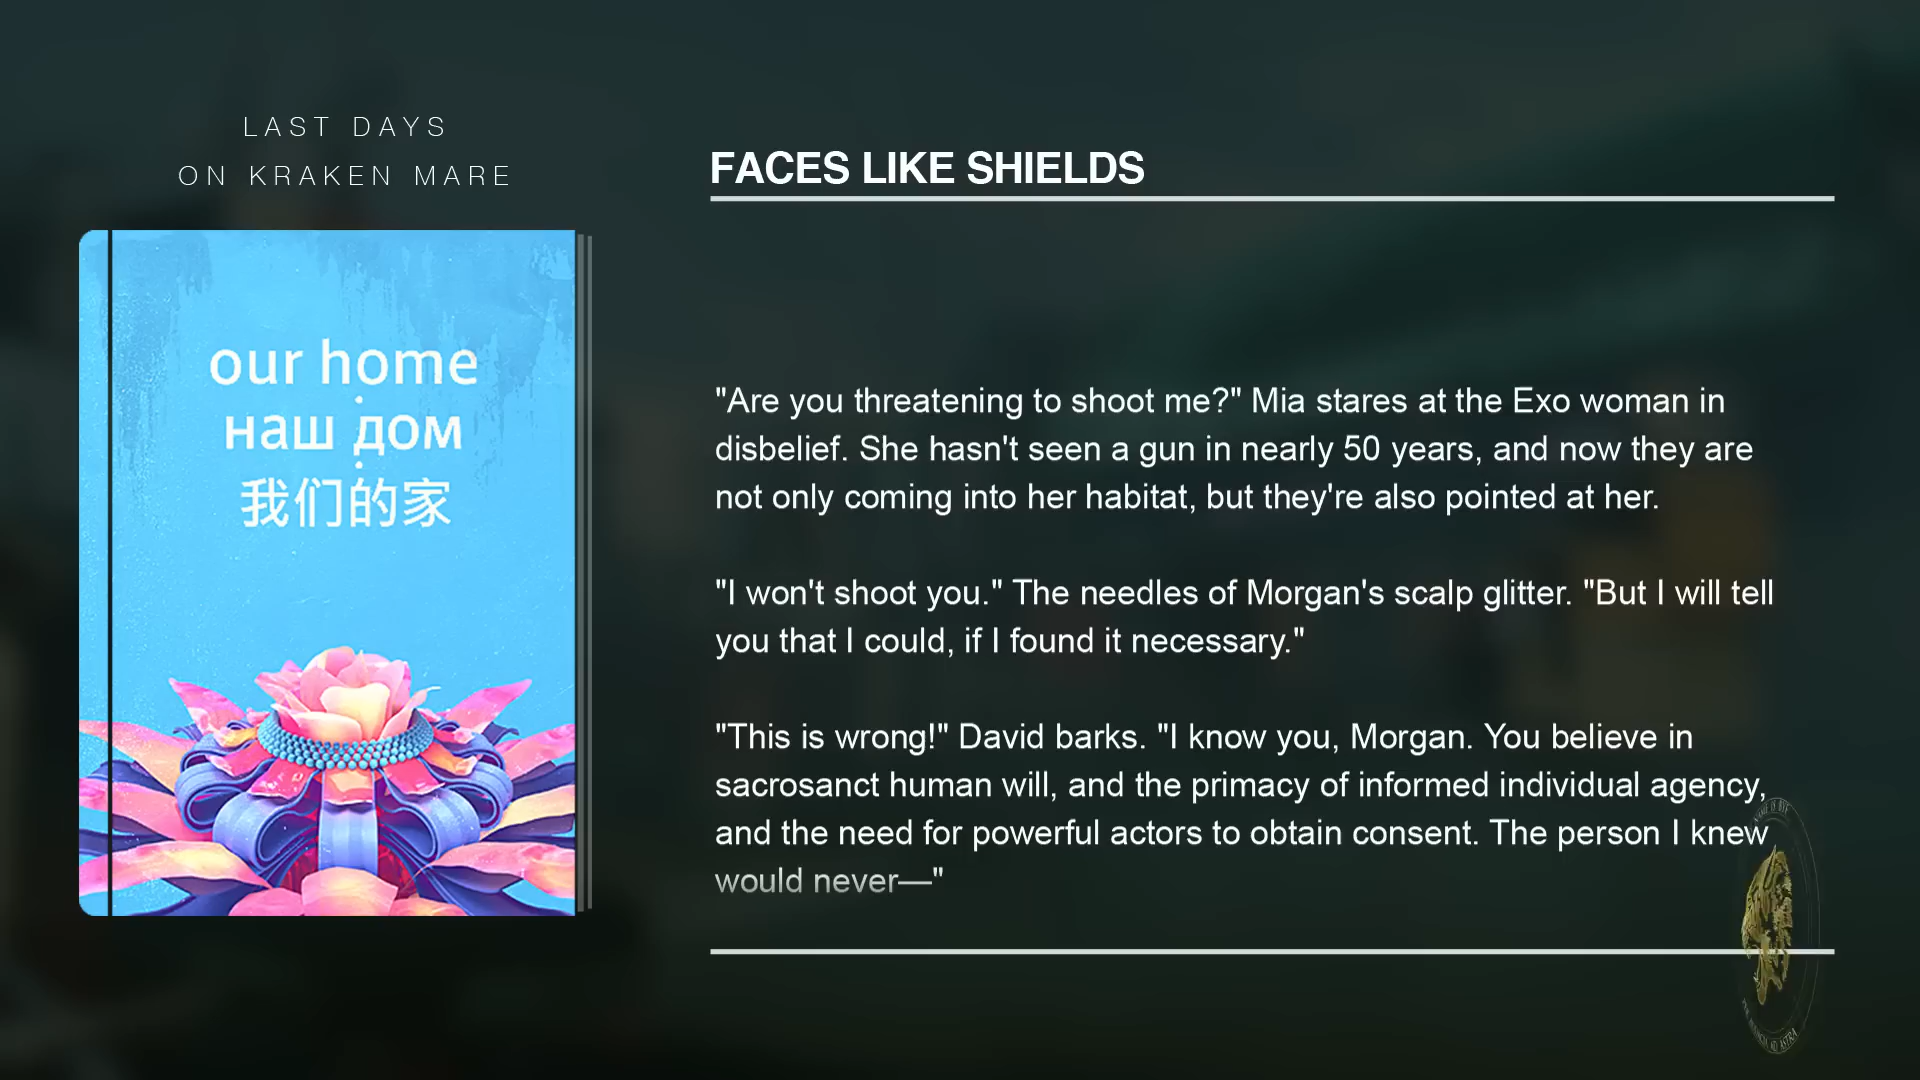 LAST DAYS
ON KRAKEN MARE
our home
наш дом
我们的家
FACES LIKE SHIELDS
"Are you threatening to shoot me?" Mia stares at the Exo woman in
disbelief. She hasn't seen a gun in nearly 50 years, and now they are
not only coming into her habitat, but they're also pointed at her.
"I won't shoot you." The needles of Morgan's scalp glitter. "But I will tell
you that I could, if I found it necessary."
"This is wrong!" David barks. "I know you, Morgan. You believe in
sacrosanct human will, and the primacy of informed individual agency,
and the need for powerful actors to obtain consent. The person I knew
would never—"